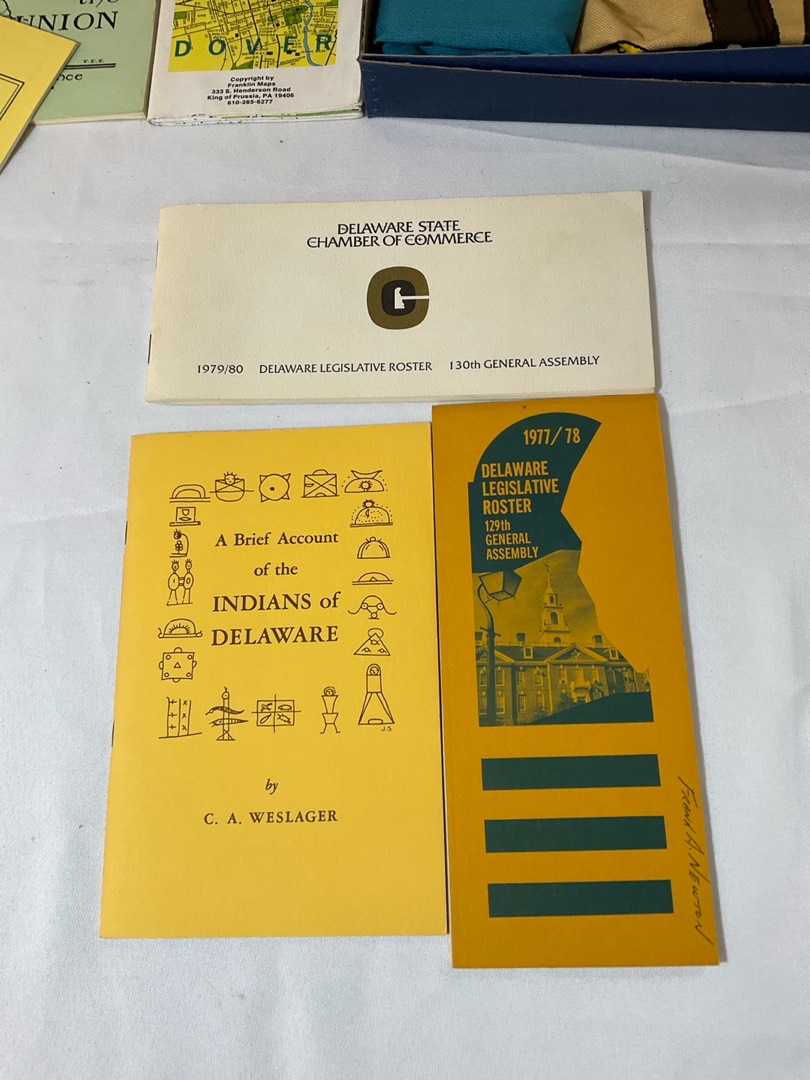 UNION
DOVER
Copyright by
Franklin Maps
333 S. Henderson Road
King of Prussia, PA 19406
610-265-6277
DELAWARE STATE
CHAMBER OF COMMERCE
1979/80 DELAWARE LEGISLATIVE ROSTER 130th GENERAL ASSEMBLY
A Brief Account
of the
INDIANS of
DELAWARE
J.S
by
C. A. WESLAGER
1977/78
DELAWARE
LEGISLATIVE
ROSTER
129th
GENERAL
ASSEMBLY
FRANK A. NEWTON